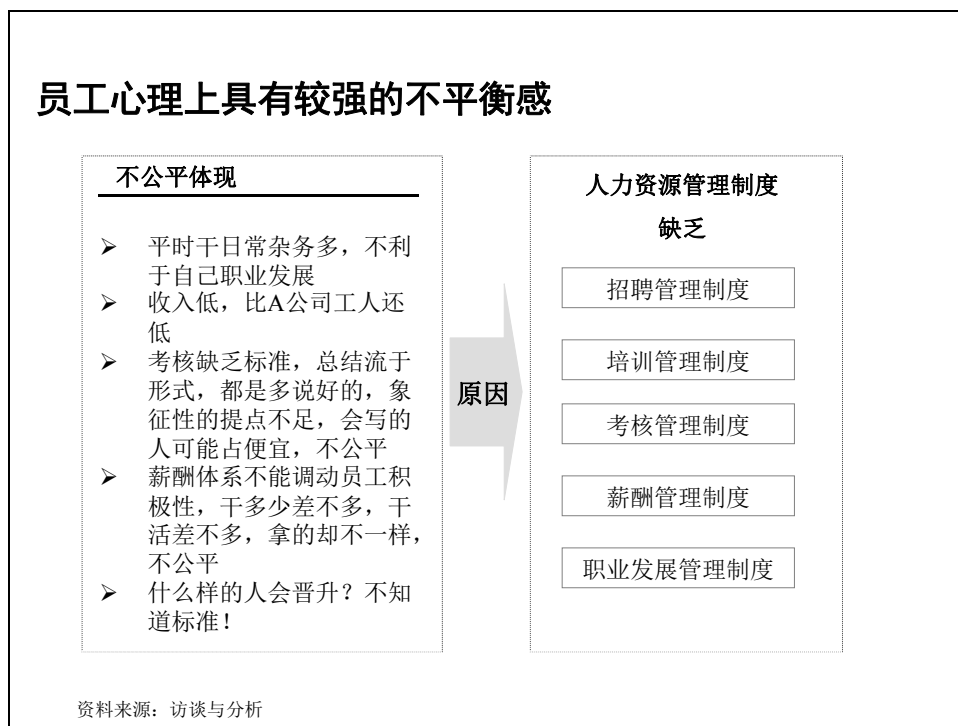 员工心理上具有较强的不平衡感
不公平体现
➢ 平时干日常杂务多，不利
于自己职业发展
➢ 收入低，比A公司工人还
低
➢ 考核缺乏标准，总结流于
形式，都是多说好的，象
征性的提点不足，会写的
人可能占便宜，不公平
➢ 薪酬体系不能调动员工积
极性，干多少差不多，干
活差不多，拿的却不一样，
不公平
➢ 什么样的人会晋升？不知
道标准！
原因
人力资源管理制度
缺乏
招聘管理制度
培训管理制度
考核管理制度
薪酬管理制度
职业发展管理制度
资料来源：访谈与分析